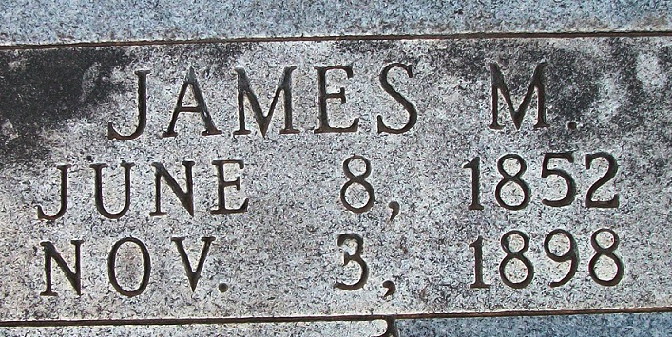 JAMES M.
JUNE 8, 1852
NOV. 3, 1898